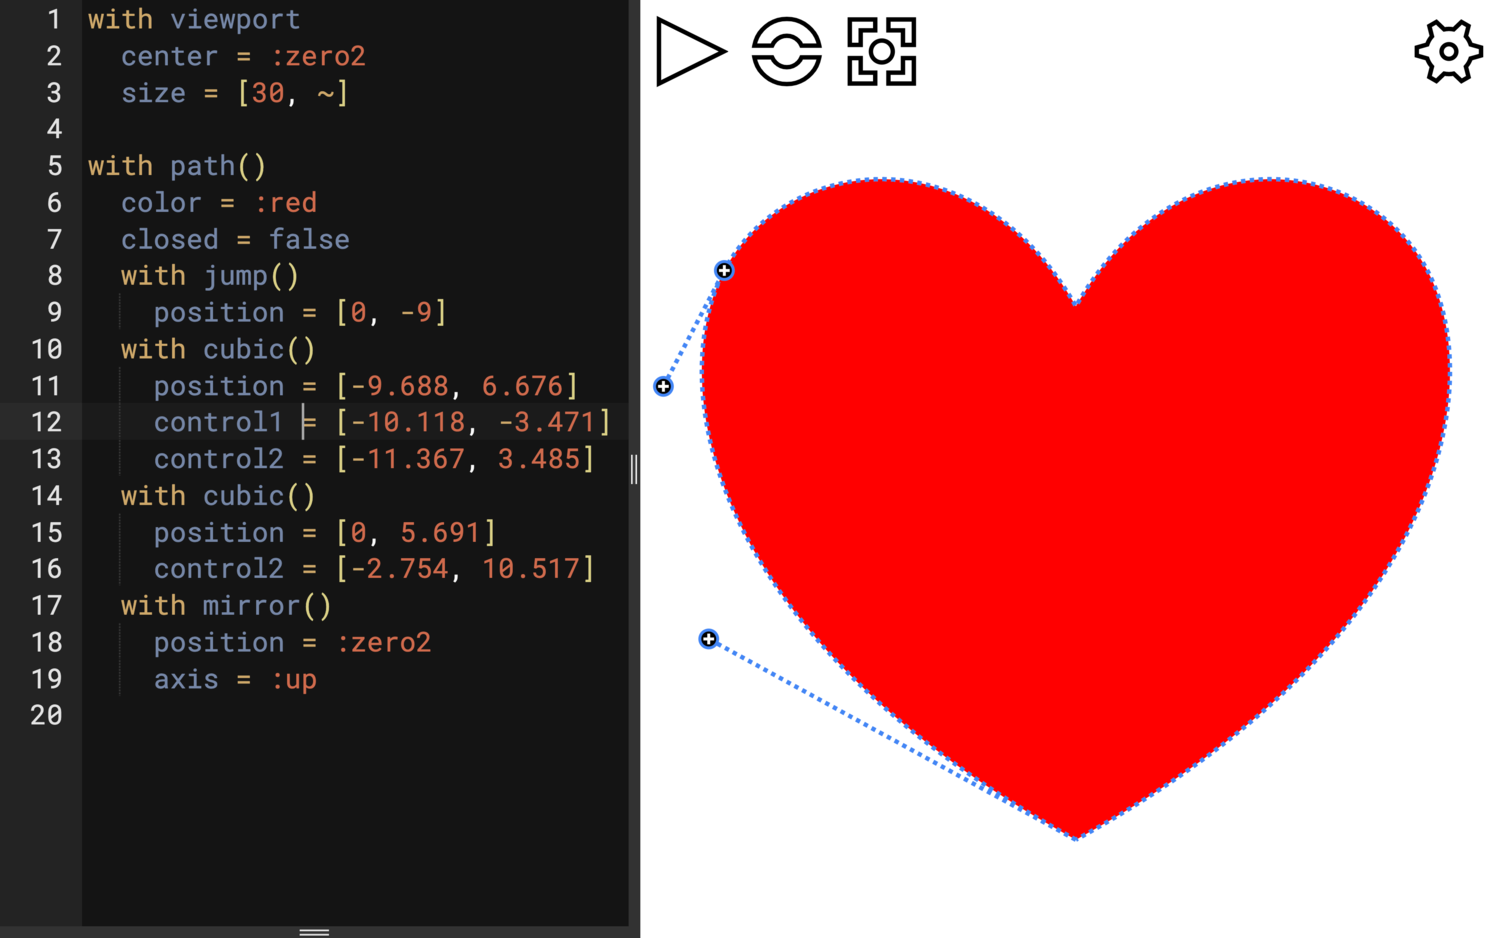 1 with viewport
2 center = :zero2
3 size = [30, ~]
4
5 with path()
6 color = :red
7 closed = false
8 with jump()
9 position = [0, -9]
10 with cubic()
11 position = [-9.688, 6.676]
12 control1 = [-10.118, -3.471]
13 control2 = [-11.367, 3.485]
14 with cubic()
15 position = [0, 5.691]
16 control2 = [-2.754, 10.517]
17 with mirror()
18 position = :zero2
19 axis = :up
20